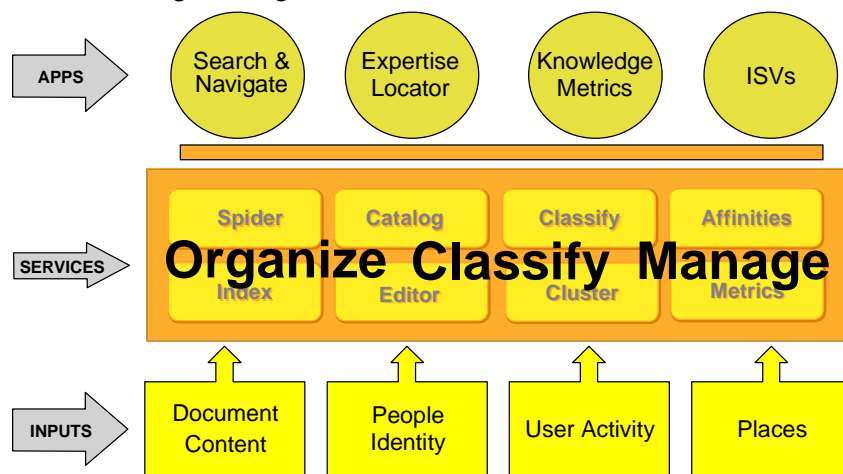 APPS
Search &
Navigate
Expertise
Locator
Knowledge
Metrics
ISVs
SERVICES
Spider
Catalog
Classify
Affinities
Organize Classify Manage
Index
Editor
Cluster
Metrics
INPUTS
Document
Content
People
Identity
User Activity
Places